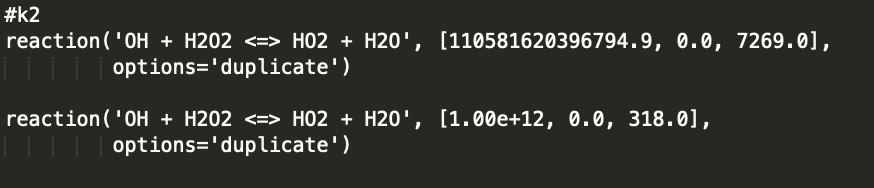 #k2
reaction('OH + H2O2 <=> HO2 + H2O', [110581620396794.9, 0.0, 7269.0],
options='duplicate')
reaction('OH + H2O2 <=> HO2 + H2O', [1.00e+12, 0.0, 318.0],
options='duplicate')